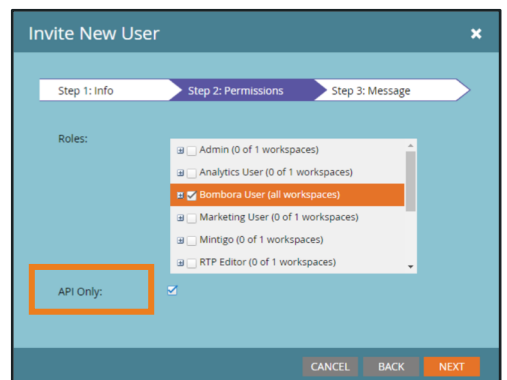 Invite New User
Step 1: Info
Step 2: Permissions
Step 3: Message
Roles:
Admin (0 of 1 workspaces)
Analytics User (0 of 1 workspaces)
Bombora User (all workspaces)
Marketing User (0 of 1 workspaces)
Mintigo (0 of 1 workspaces)
RTP Editor (0 of 1 workspaces)
API Only:
CANCEL
BACK
NEXT